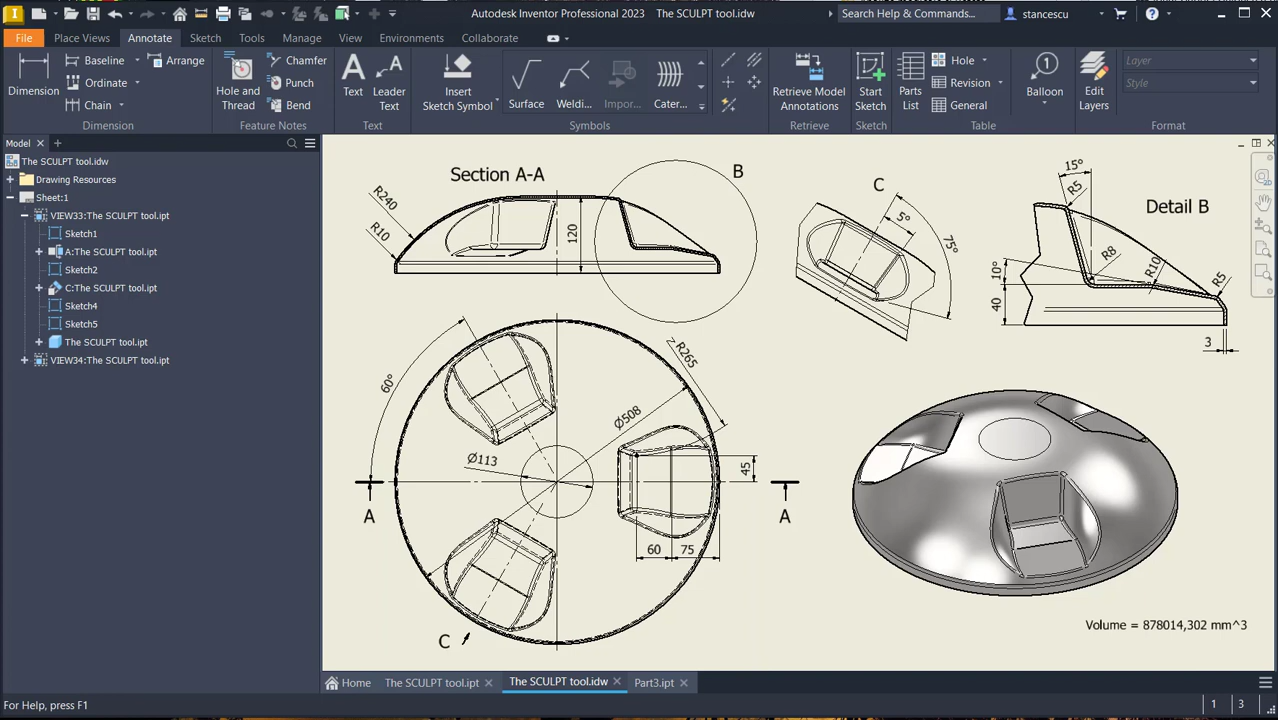 Autodesk Inventor Professional 2023 The SCULPT tool.idw
Search Help & Commands...
stancescu
File Place Views Annotate Sketch Tools Manage View Environments Collaborate
Dimension
Baseline
Ordinate
Chain
Arrange
Dimension
Hole and
Thread
Chamfer
Punch
Bend
Feature Notes
Text
Leader
Text
Text
Insert
Sketch Symbol
Surface
Weldi...
Impor...
Cater...
Symbols
Retrieve Model
Annotations
Retrieve
Start
Sketch
Sketch
Parts
List
Hole
Revision
General
Table
Balloon
Edit
Layers
Layer
Style
Format
Model
The SCULPT tool.idw
Drawing Resources
Sheet:1
VIEW33:The SCULPT tool.ipt
Sketch1
A:The SCULPT tool.ipt
Sketch2
C:The SCULPT tool.ipt
Sketch4
Sketch5
The SCULPT tool.ipt
VIEW34:The SCULPT tool.ipt
Section A-A
B
R240
R10
120
C
5°
75°
15°
R5
Detail B
R8
R10
R5
10°
40
3
60°
R265
Ø508
Ø113
45
A
A
60
75
C
Volume = 878014,302 mm^3
Home The SCULPT tool.ipt The SCULPT tool.idw Part3.ipt
For Help, press F1
1 3